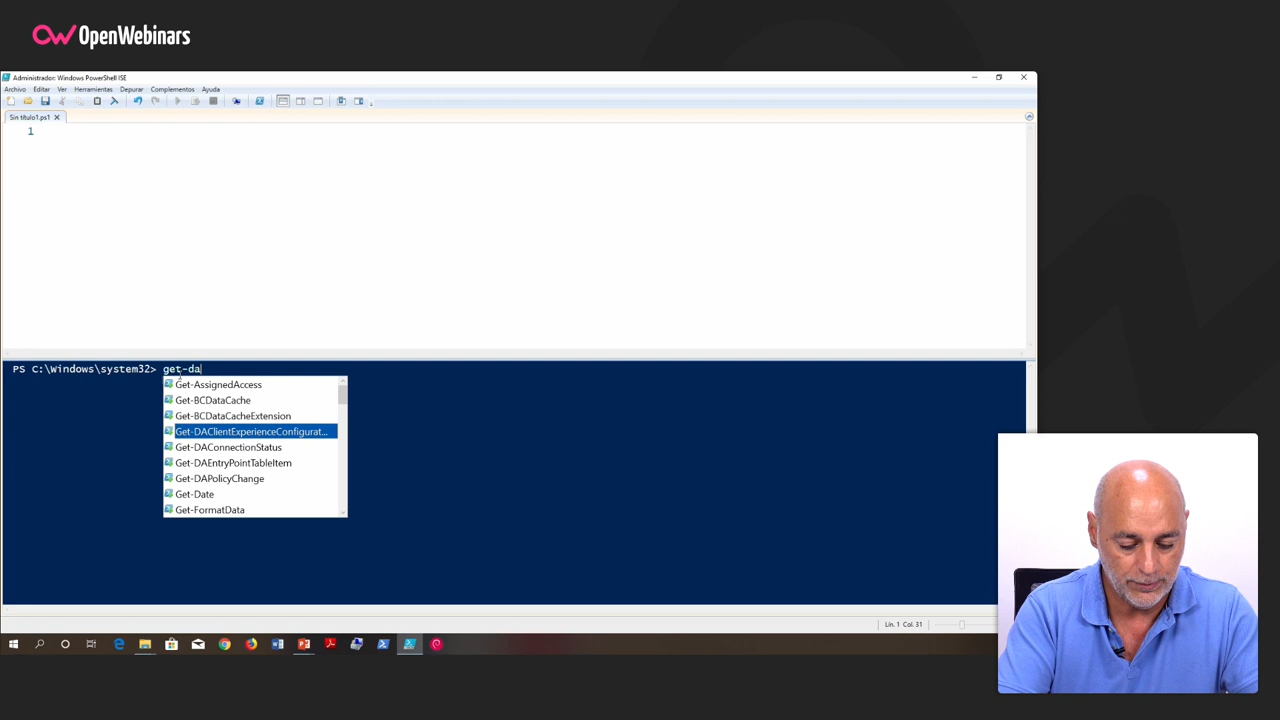 OpenWebinars
Administrador: Windows PowerShell ISE
Archivo Editar Ver Herramientas Depurar Complementos Ayuda
Sin título1.ps1
1
PS C:\Windows\system32> get-da
Get-AssignedAccess
Get-BCDataCache
Get-BCDataCacheExtension
Get-DAClientExperienceConfigurat...
Get-DAConnectionStatus
Get-DAEntryPointTableItem
Get-DAPolicyChange
Get-Date
Get-FormatData
Lín. 1 Col. 31